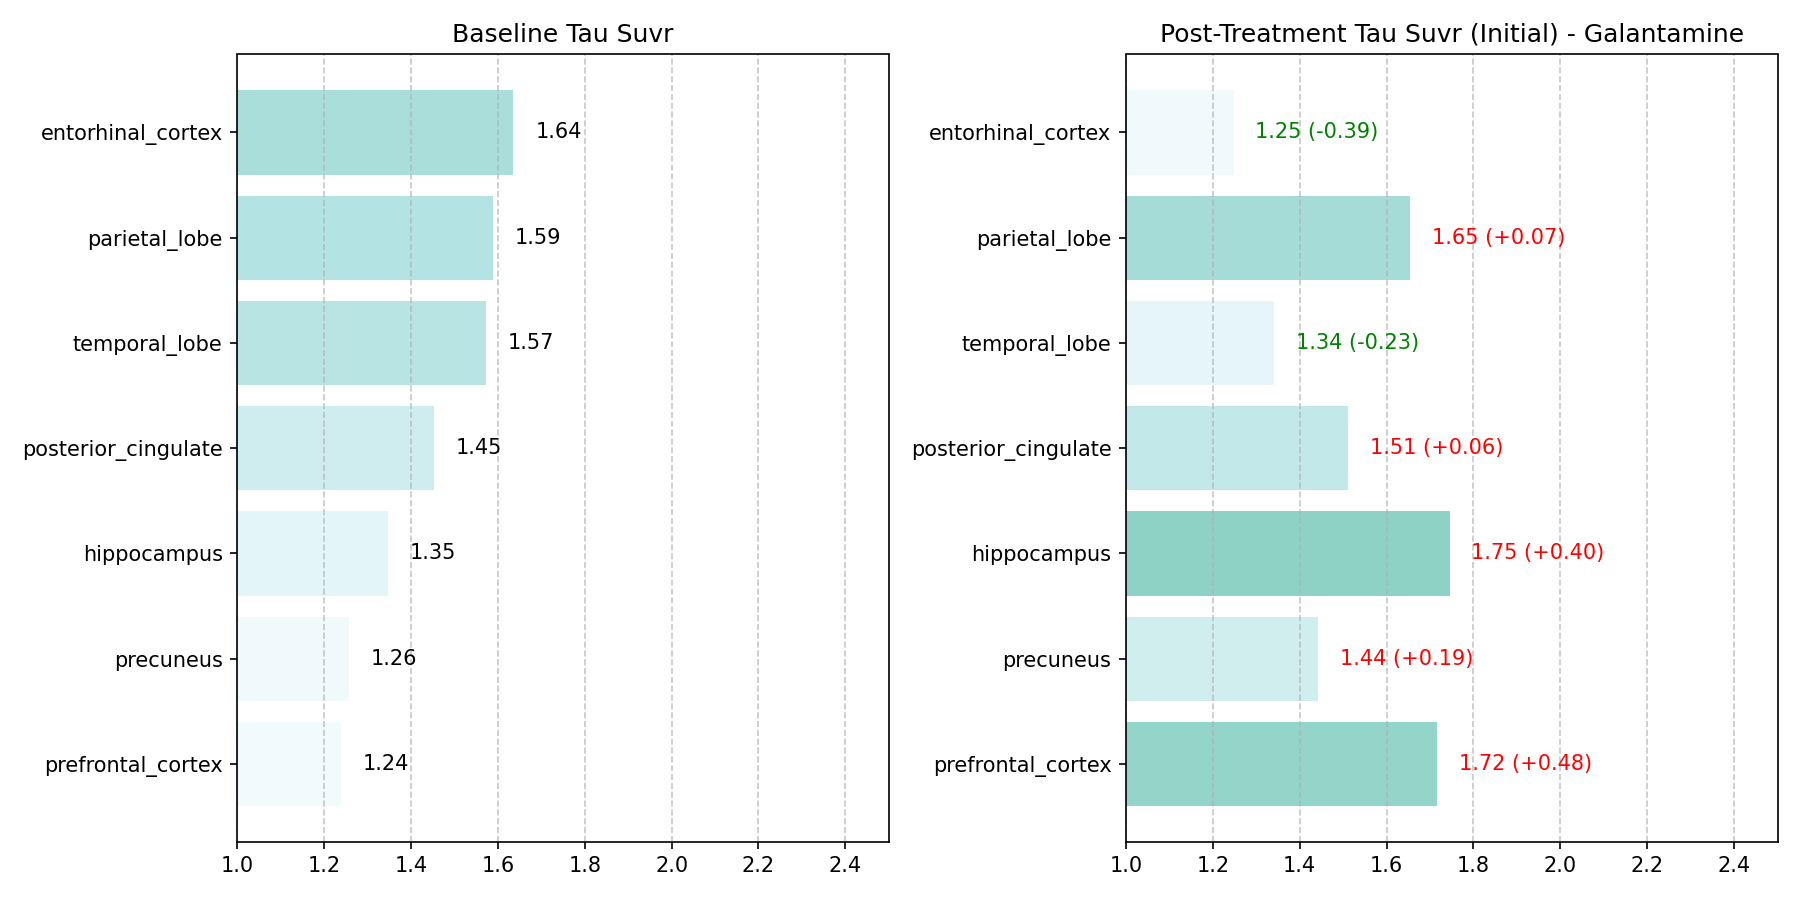 Baseline Tau Suvr
entorhinal_cortex
1.64
parietal_lobe
1.59
temporal_lobe
1.57
posterior_cingulate
1.45
hippocampus
1.35
precuneus
1.26
prefrontal_cortex
1.24
1.0 1.2 1.4 1.6 1.8 2.0 2.2 2.4
Post-Treatment Tau Suvr (Initial) - Galantamine
entorhinal_cortex
1.25 (-0.39)
parietal_lobe
1.65 (+0.07)
temporal_lobe
1.34 (-0.23)
posterior_cingulate
1.51 (+0.06)
hippocampus
1.75 (+0.40)
precuneus
1.44 (+0.19)
prefrontal_cortex
1.72 (+0.48)
1.0 1.2 1.4 1.6 1.8 2.0 2.2 2.4